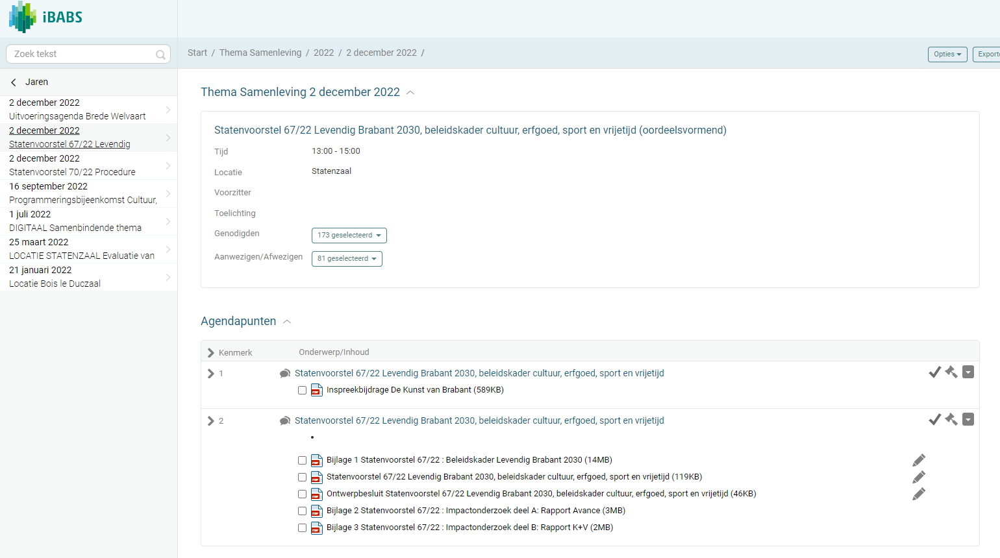 iBABS
Zoek tekst
Start / Thema Samenleving / 2022 / 2 december 2022 /
Opties
Exporte
Jaren
2 december 2022
Uitvoeringsagenda Brede Welvaart
2 december 2022
Statenvoorstel 67/22 Levendig
2 december 2022
Statenvoorstel 70/22 Procedure
16 september 2022
Programmeringsbijeenkomst Cultuur,
1 juli 2022
DIGITAAL Samenbindende thema
25 maart 2022
LOCATIE STATENZAAL Evaluatie van
21 januari 2022
Locatie Bois le Duczaal
Thema Samenleving 2 december 2022
Statenvoorstel 67/22 Levendig Brabant 2030, beleidskader cultuur, erfgoed, sport en vrijetijd (oordeelsvormend)
Tijd 13:00 - 15:00
Locatie Statenzaal
Voorzitter
Toelichting
Genodigden 173 geselecteerd
Aanwezigen/Afwezigen 81 geselecteerd
Agendapunten
Kenmerk Onderwerp/Inhoud
1 Statenvoorstel 67/22 Levendig Brabant 2030, beleidskader cultuur, erfgoed, sport en vrijetijd
Inspreekbijdrage De Kunst van Brabant (589KB)
2 Statenvoorstel 67/22 Levendig Brabant 2030, beleidskader cultuur, erfgoed, sport en vrijetijd
•
Bijlage 1 Statenvoorstel 67/22 : Beleidskader Levendig Brabant 2030 (14MB)
Statenvoorstel 67/22 Levendig Brabant 2030, beleidskader cultuur, erfgoed, sport en vrijetijd (119KB)
Ontwerpbesluit Statenvoorstel 67/22 Levendig Brabant 2030, beleidskader cultuur, erfgoed, sport en vrijetijd (46KB)
Bijlage 2 Statenvoorstel 67/22 : Impactonderzoek deel A: Rapport Avance (3MB)
Bijlage 3 Statenvoorstel 67/22 : Impactonderzoek deel B: Rapport K+V (2MB)